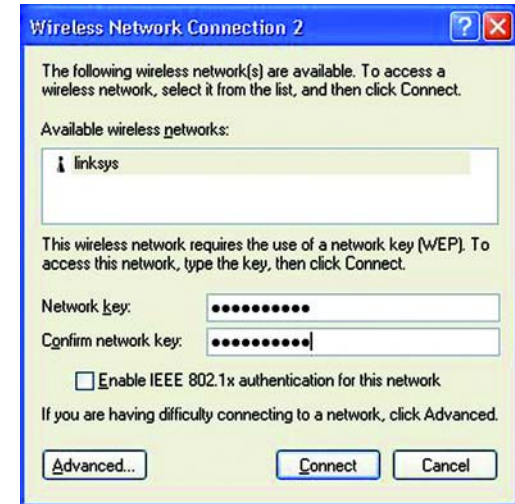 Wireless Network Connection 2
The following wireless network(s) are available. To access a
wireless network, select it from the list, and then click Connect.
Available wireless networks:
linksys
This wireless network requires the use of a network key (WEP). To
access this network, type the key, then click Connect.
Network key: ●●●●●●●●●●
Confirm network key: ●●●●●●●●●●
Enable IEEE 802.1x authentication for this network
If you are having difficulty connecting to a network, click Advanced.
Advanced... Connect Cancel